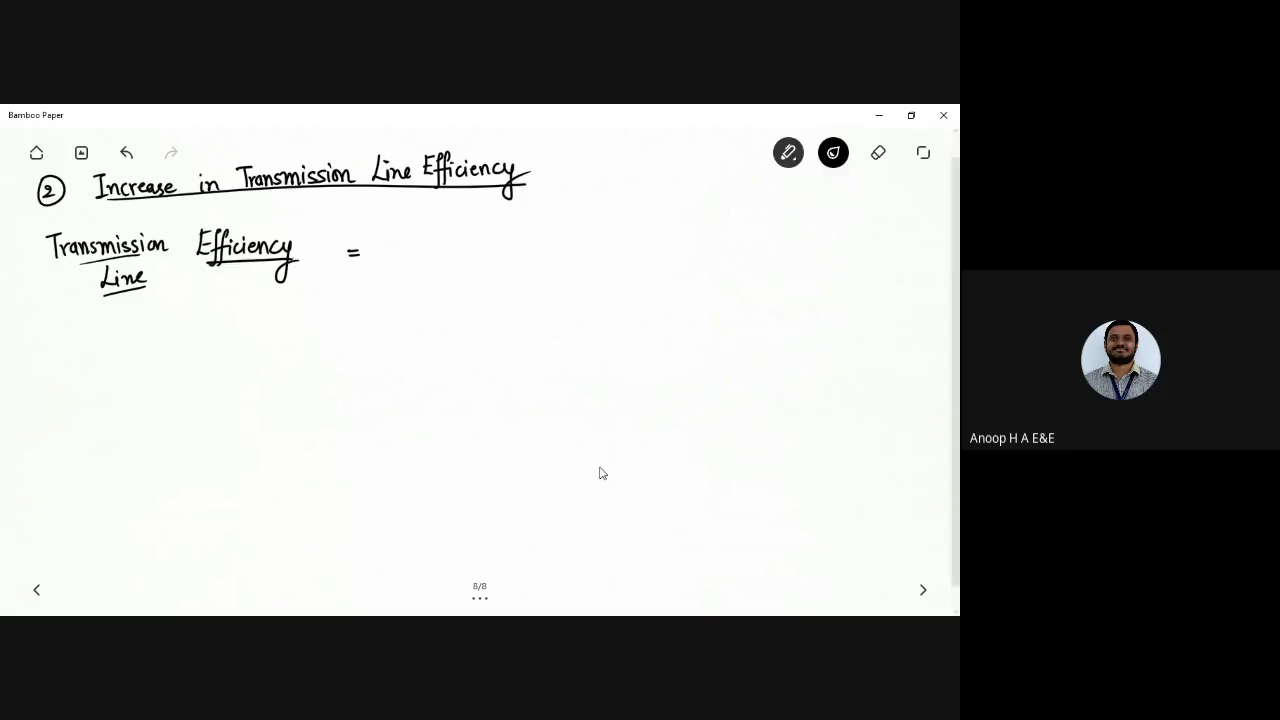 Bamboo Paper
② Increase in Transmission Line Efficiency
Transmission Efficiency =
Line
Anoop H A E&E
8/8